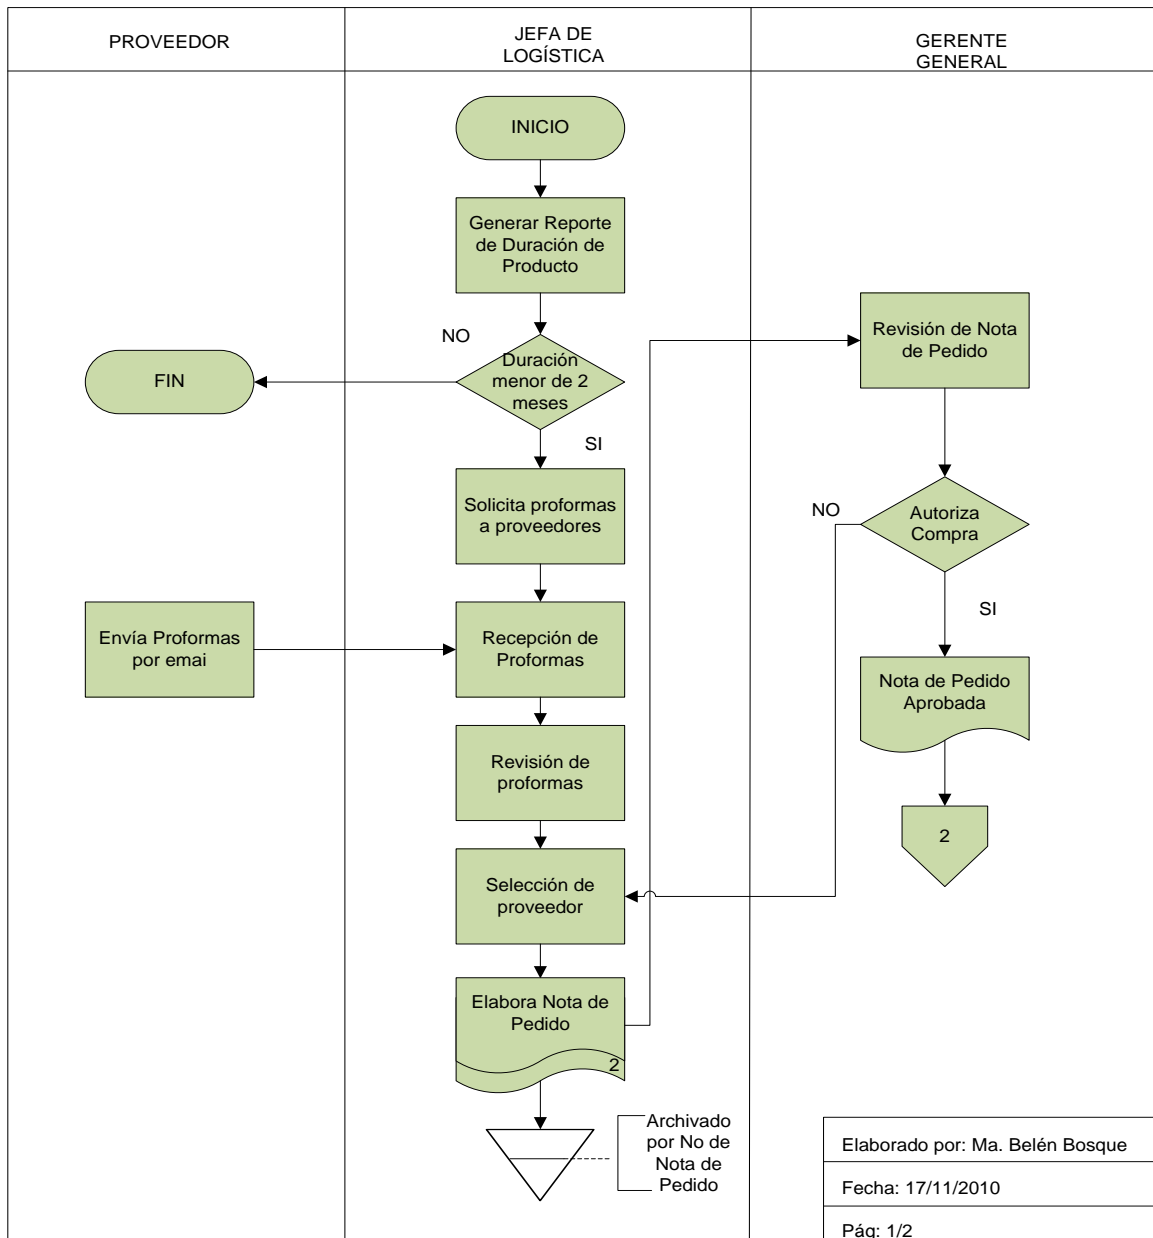 PROVEEDOR
JEFA DE
LOGÍSTICA
GERENTE
GENERAL
INICIO
Generar Reporte
de Duración de
Producto
NO
Duración
menor de 2
meses
FIN
SI
Solicita proformas
a proveedores
Envía Proformas
por emai
Recepción de
Proformas
Revisión de
proformas
Selección de
proveedor
Elabora Nota de
Pedido
2
Archivado
por No de
Nota de
Pedido
Revisión de Nota
de Pedido
NO
Autoriza
Compra
SI
Nota de Pedido
Aprobada
2
Elaborado por: Ma. Belén Bosque
Fecha: 17/11/2010
Pág: 1/2